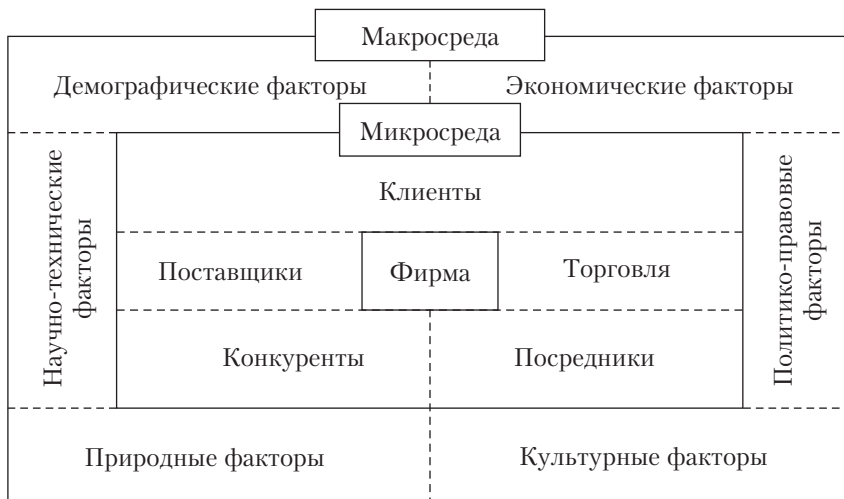 Макросреда
Демографические факторы
Экономические факторы
Микросреда
Научно-технические
факторы
Клиенты
Политико-правовые
факторы
Поставщики
Фирма
Торговля
Конкуренты
Посредники
Природные факторы
Культурные факторы